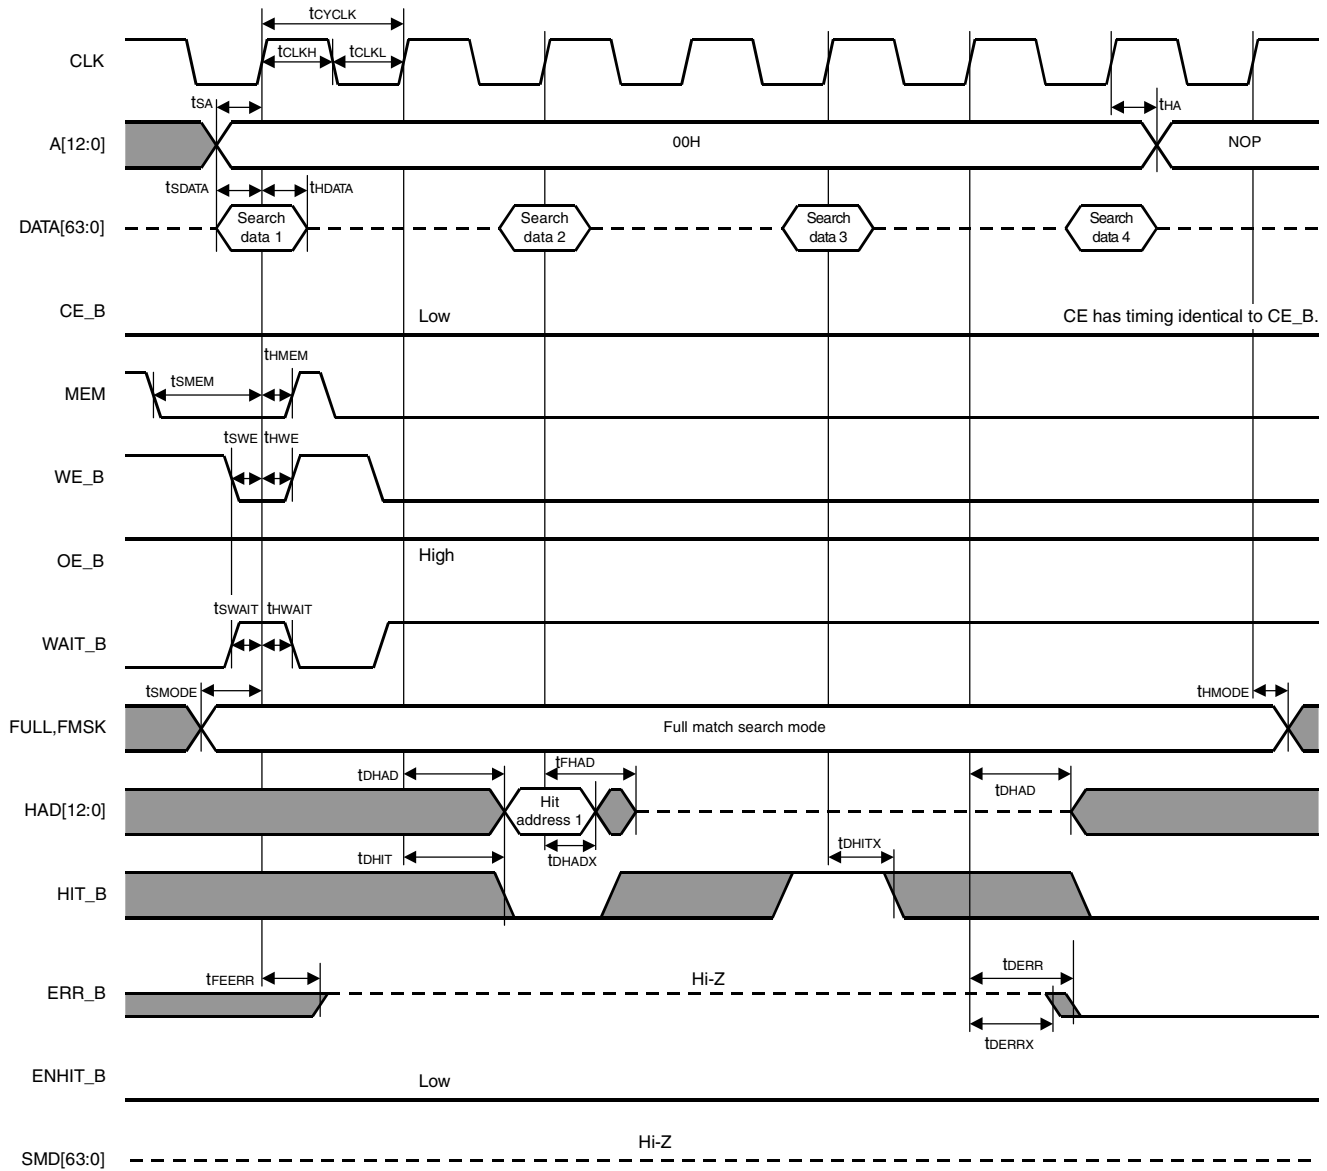 tCYCLK
CLK
tCLKH
tCLKL
tSA
tHA
A[12:0]
00H
NOP
tSDATA
tHDATA
DATA[63:0]
Search
data 1
Search
data 2
Search
data 3
Search
data 4
CE_B
Low
CE has timing identical to CE_B.
tHMEM
MEM
tSMEM
tSWE
tHWE
WE_B
OE_B
High
tSWAIT
tHWAIT
WAIT_B
tSMODE
tHMODE
FULL,FMSK
Full match search mode
tDHAD
tFHAD
tDHAD
HAD[12:0]
Hit
address 1
tDHIT
tDHADX
tDHITX
HIT_B
tFEERR
tDERR
ERR_B
Hi-Z
tDERRX
ENHIT_B
Low
Hi-Z
SMD[63:0]